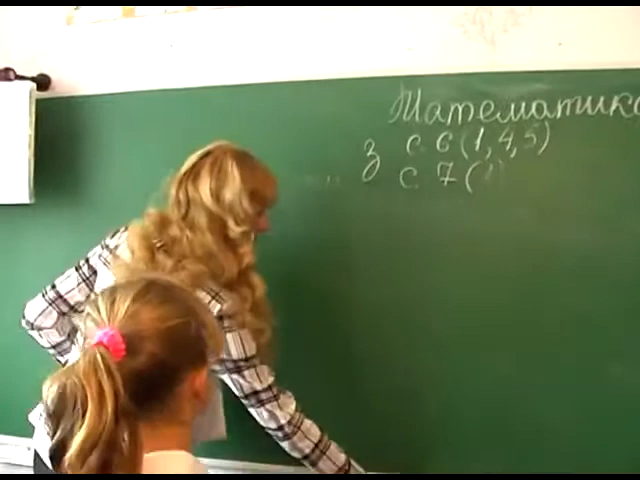 Математика
з с. 6 (1, 4, 5)
с. 7 (